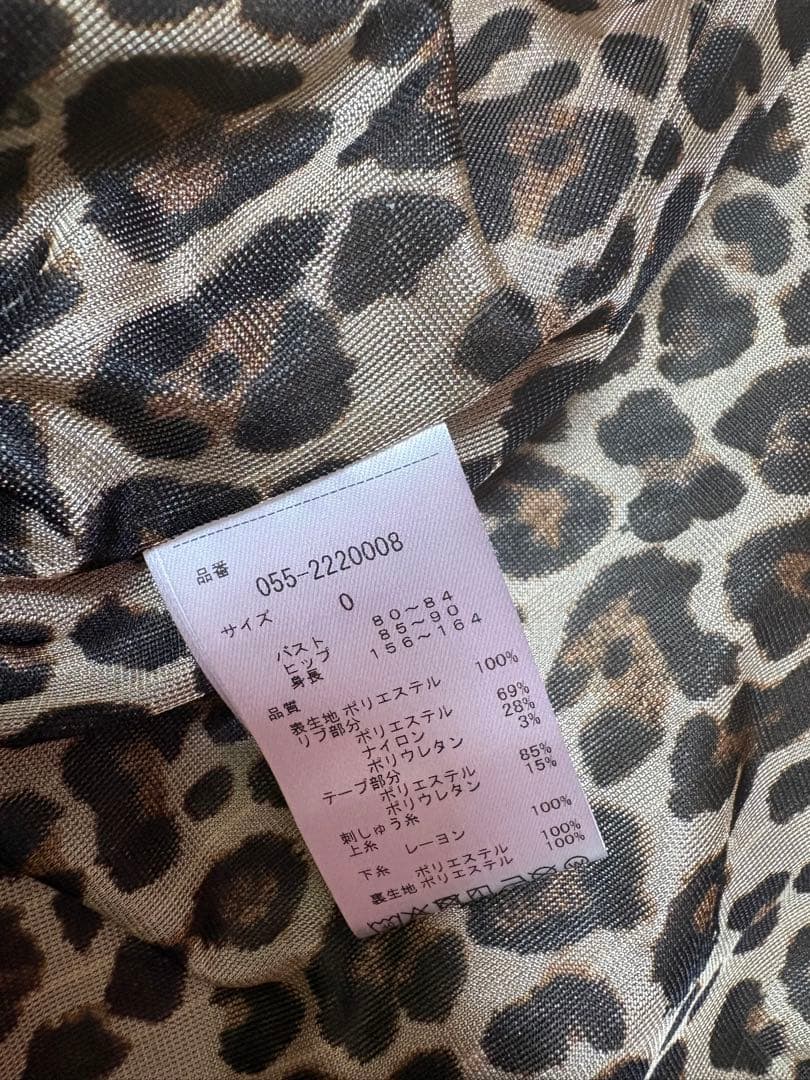 品番 055-2220008
サイズ 0
バスト 80～84
ヒップ 85～90
身長 156～164
品質
表生地 ポリエステル 100%
リブ部分
ポリエステル 69%
ナイロン 28%
ポリウレタン 3%
テープ部分
ポリエステル 85%
ポリウレタン 15%
刺しゅう糸
上糸 レーヨン 100%
下糸 ポリエステル 100%
裏生地 ポリエステル 100%